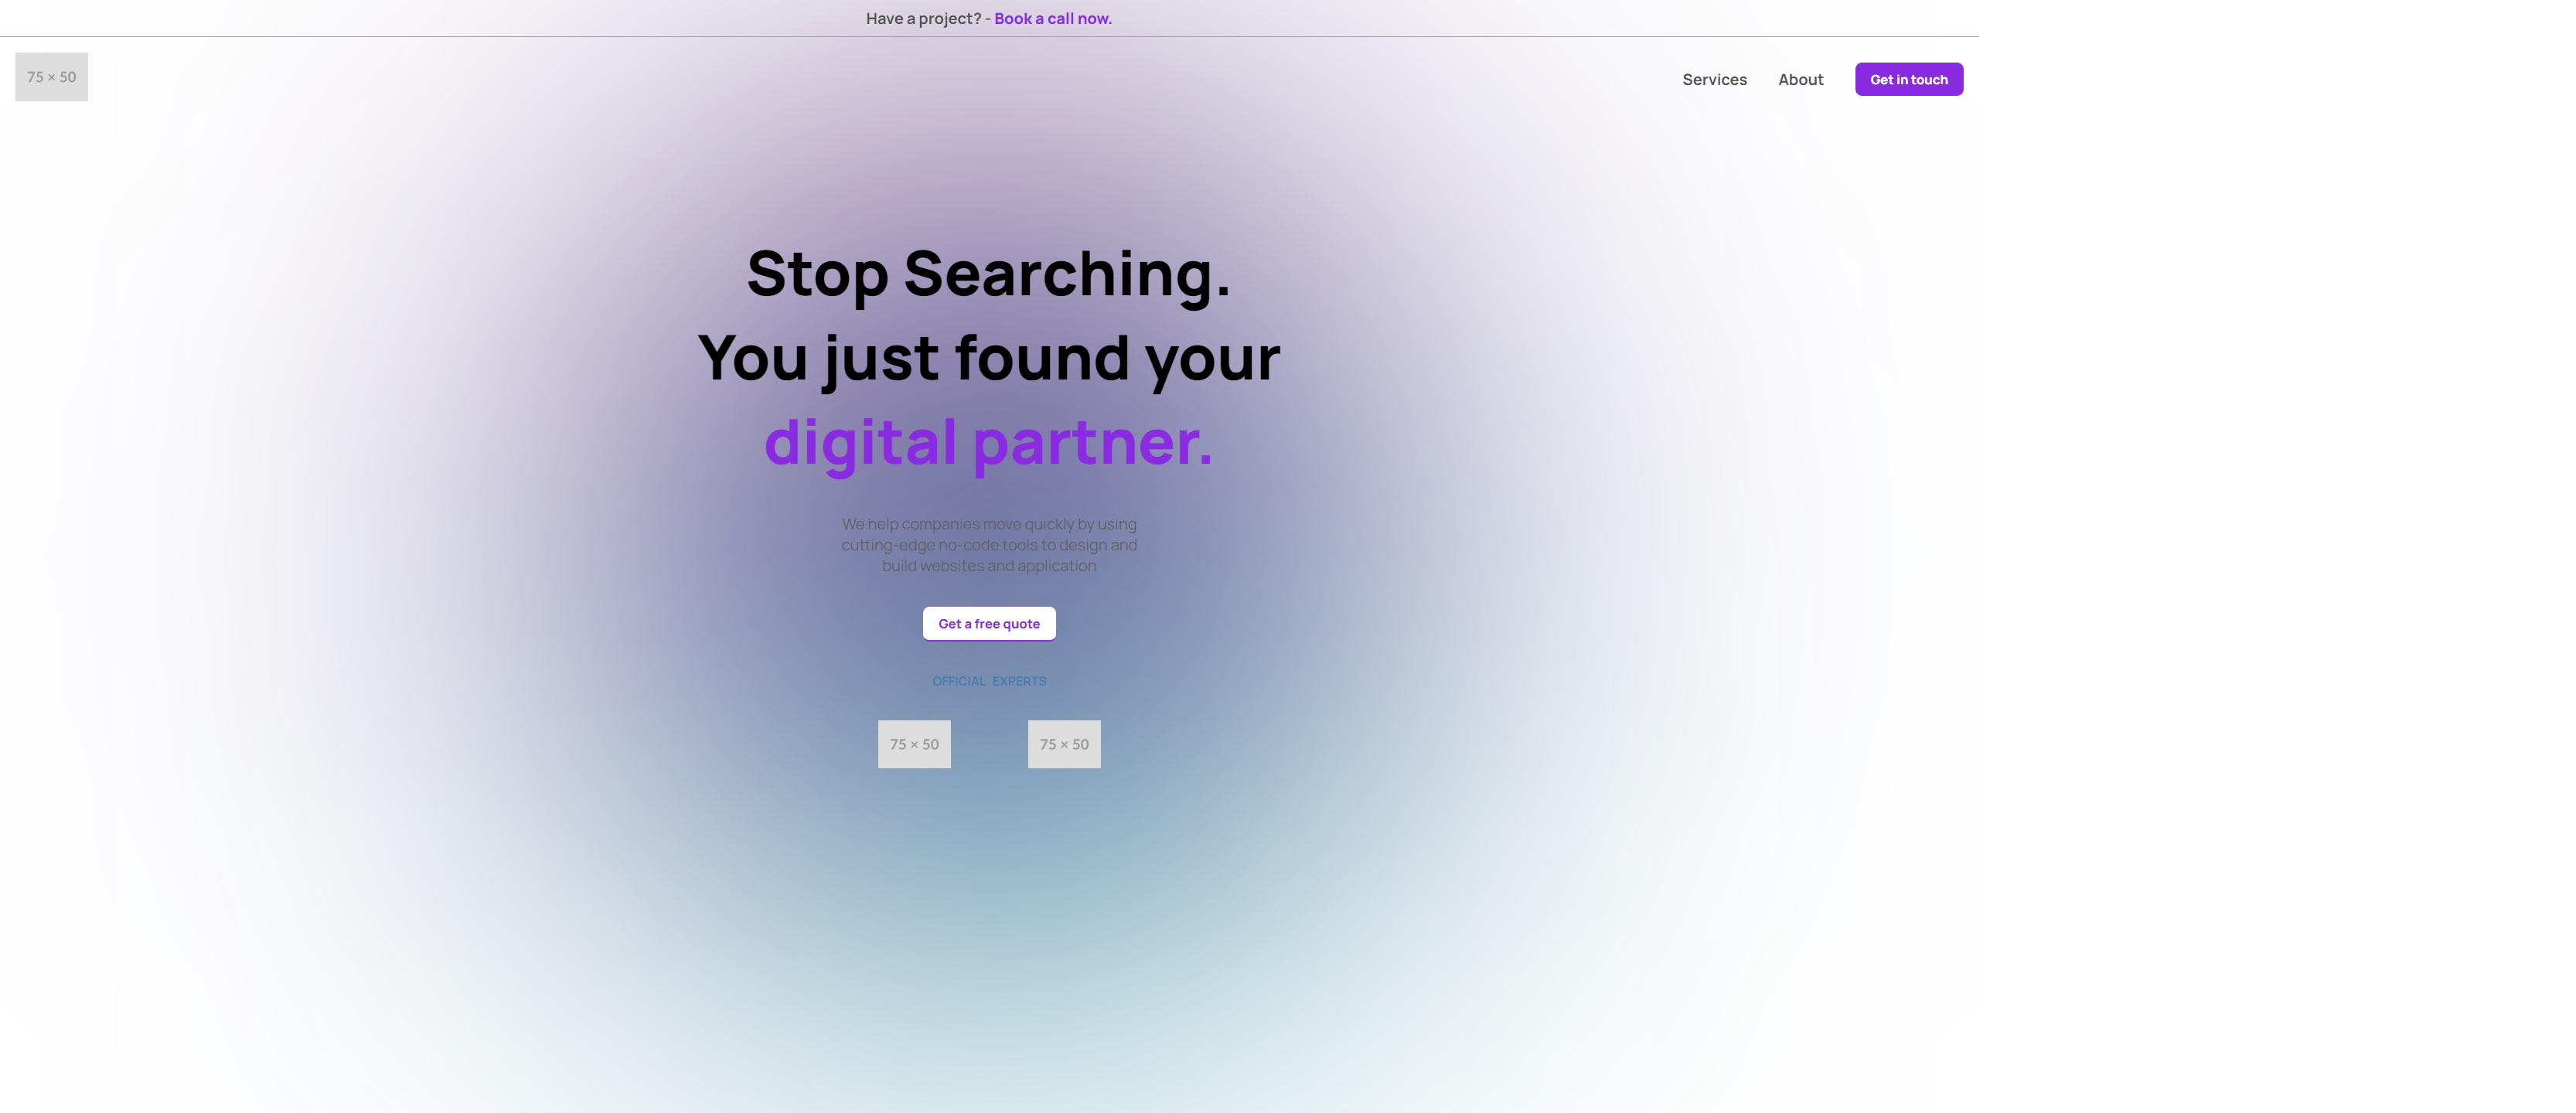 Have a project? - Book a call now.
75 × 50
Services
About
Get in touch
Stop Searching.
You just found your
digital partner.
We help companies move quickly by using
cutting-edge no-code tools to design and
build websites and application
Get a free quote
OFFICIAL EXPERTS
75 × 50
75 × 50